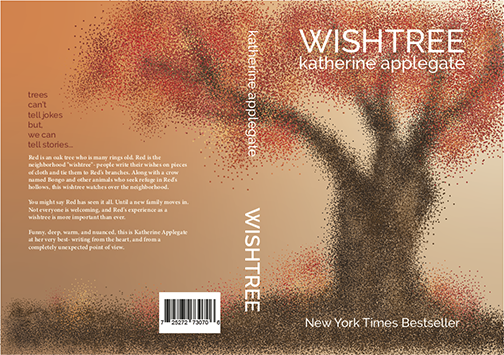 trees
can't
tell jokes
but,
we can
tell stories...
Red is an oak tree who is many rings old. Red is the
neighborhood "wishtree"–people write their wishes on pieces
of cloth and tie them to Red's branches. Along with a crow
named Bongo and other animals who seek refuge in Red's
hollows, this wishtree watches over the neighborhood.
You might say Red has seen it all. Until a new family moves in.
Not everyone is welcoming, and Red's experience as a
wishtree is more important than ever.
Funny, deep, warm, and nuanced, this is Katherine Applegate
at her very best- writing from the heart, and from a
completely unexpected point of view.
7 25272 73070 6
katherine applegate
WISHTREE
WISHTREE
katherine applegate
New York Times Bestseller